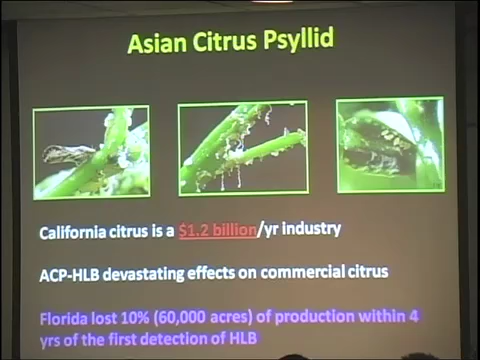 Asian Citrus Psyllid
California citrus is a $1.2 billion/yr industry
ACP-HLB devastating effects on commercial citrus
Florida lost 10% (60,000 acres) of production within 4
yrs of the first detection of HLB